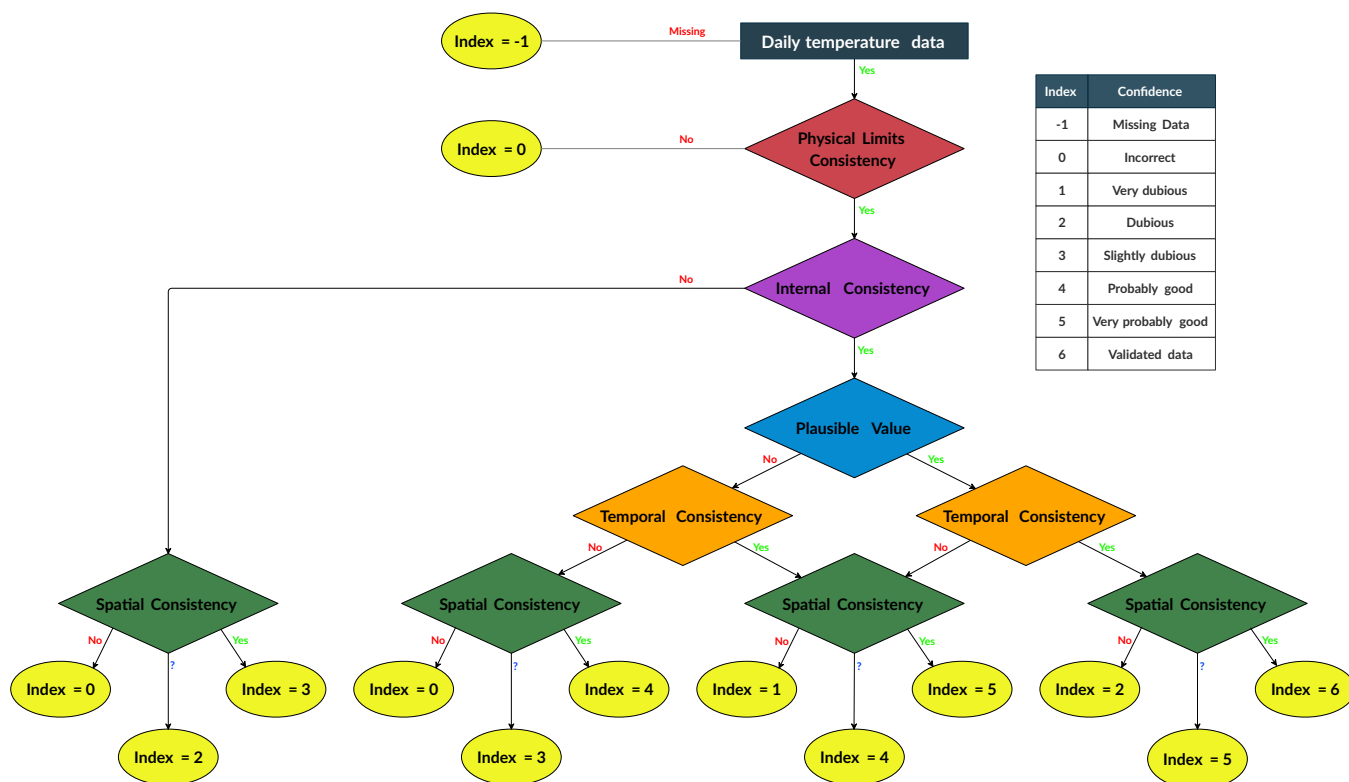 Index = -1
Missing
Daily temperature data
Yes
Index = 0
No
Physical Limits
Consistency
Yes
Index Confidence
-1 Missing Data
0 Incorrect
1 Very dubious
2 Dubious
3 Slightly dubious
4 Probably good
5 Very probably good
6 Validated data
No
Internal Consistency
Yes
Plausible Value
No
Yes
Temporal Consistency
Temporal Consistency
No
Yes
No
Yes
Spatial Consistency
Spatial Consistency
Spatial Consistency
Spatial Consistency
No
?
Yes
No
?
Yes
No
?
Yes
No
?
Yes
Index = 0
Index = 3
Index = 0
Index = 4
Index = 1
Index = 5
Index = 2
Index = 6
Index = 2
Index = 3
Index = 4
Index = 5